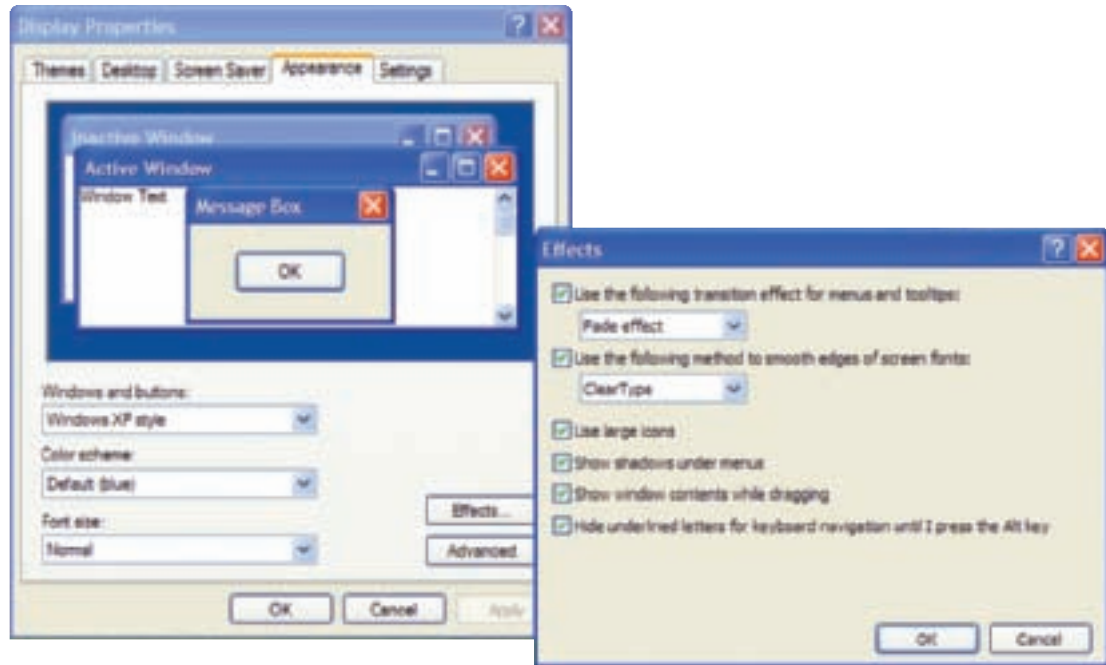 Display Properties
Themes Desktop Screen Saver Appearance Settings
Inactive Window
Active Window
Window Text
Message Box
OK
Windows and buttons:
Windows XP style
Color scheme:
Default (blue)
Font size:
Normal
Effects...
Advanced
OK Cancel Apply
Effects
Use the following transition effect for menus and tooltips:
Fade effect
Use the following method to smooth edges of screen fonts:
ClearType
Use large icons
Show shadows under menus
Show window contents while dragging
Hide underlined letters for keyboard navigation until I press the Alt key
OK Cancel